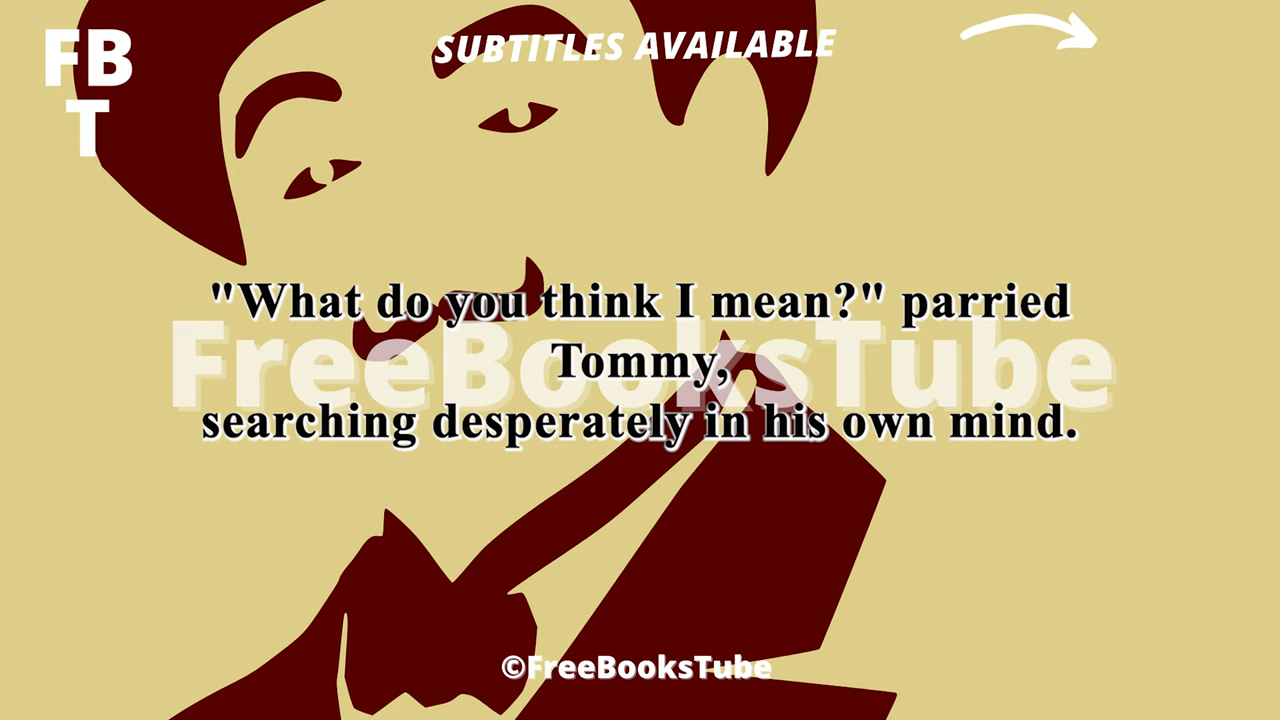 FB
T
SUBTITLES AVAILABLE
"What do you think I mean?" parried
Tommy,
searching desperately in his own mind.
FreeBooksTube
©FreeBooksTube